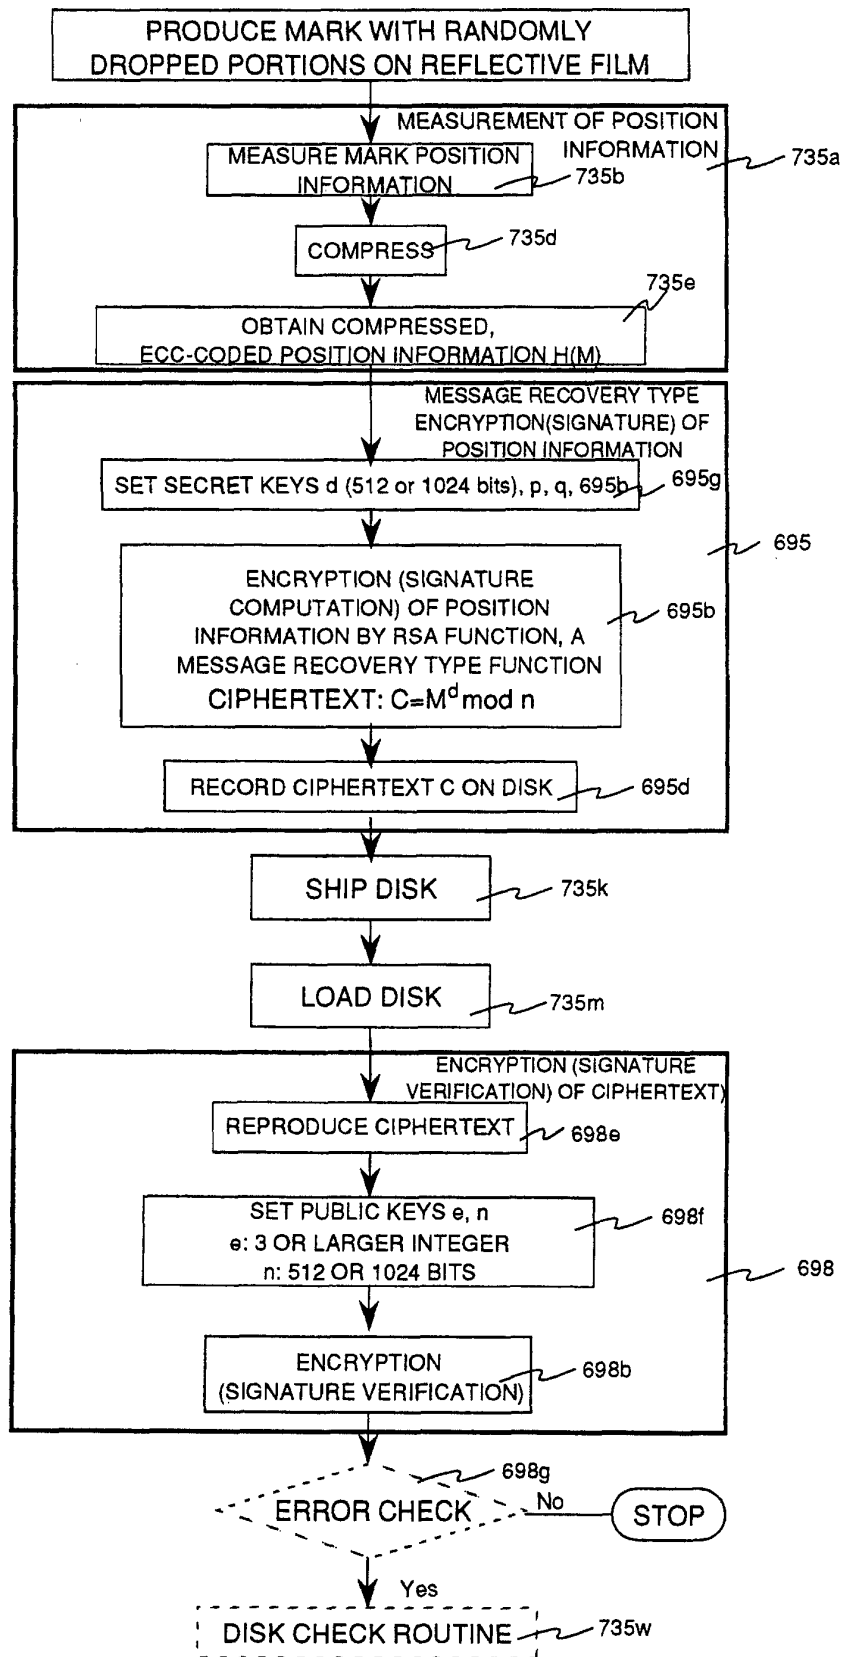 PRODUCE MARK WITH RANDOMLY
DROPPED PORTIONS ON REFLECTIVE FILM
MEASUREMENT OF POSITION
INFORMATION
735a
MEASURE MARK POSITION
INFORMATION
735b
COMPRESS
735d
735e
OBTAIN COMPRESSED,
ECC-CODED POSITION INFORMATION H(M)
MESSAGE RECOVERY TYPE
ENCRYPTION(SIGNATURE) OF
POSITION INFORMATION
SET SECRET KEYS d (512 or 1024 bits), p, q, 695b
695g
695
ENCRYPTION (SIGNATURE
COMPUTATION) OF POSITION
INFORMATION BY RSA FUNCTION, A
MESSAGE RECOVERY TYPE FUNCTION
CIPHERTEXT: C=M^d mod n
695b
RECORD CIPHERTEXT C ON DISK
695d
SHIP DISK
735k
LOAD DISK
735m
ENCRYPTION (SIGNATURE
VERIFICATION) OF CIPHERTEXT)
REPRODUCE CIPHERTEXT
698e
SET PUBLIC KEYS e, n
e: 3 OR LARGER INTEGER
n: 512 OR 1024 BITS
698f
698
ENCRYPTION
(SIGNATURE VERIFICATION)
698b
698g
ERROR CHECK
No
STOP
Yes
DISK CHECK ROUTINE
735w